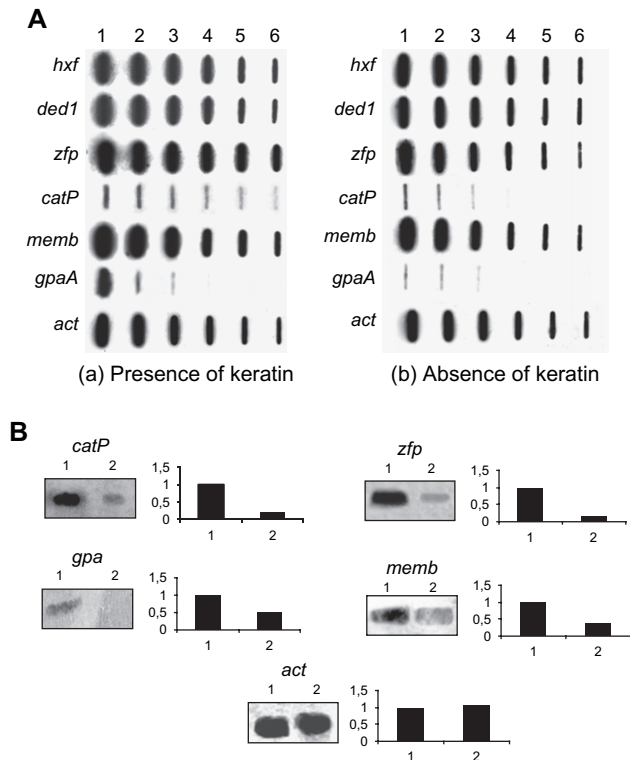 A
1 2 3 4 5 6
hxf
ded1
zfp
catP
memb
gpaA
act
(a) Presence of keratin
1 2 3 4 5 6
hxf
ded1
zfp
catP
memb
gpaA
act
(b) Absence of keratin
B
catP
1 2
1,5
1
0,5
0
1 2
zfp
1 2
1,5
1
0,5
0
1 2
gpa
1 2
1,5
1
0,5
0
1 2
memb
1 2
1,5
1
0,5
0
1 2
act
1 2
1,5
1
0,5
0
1 2